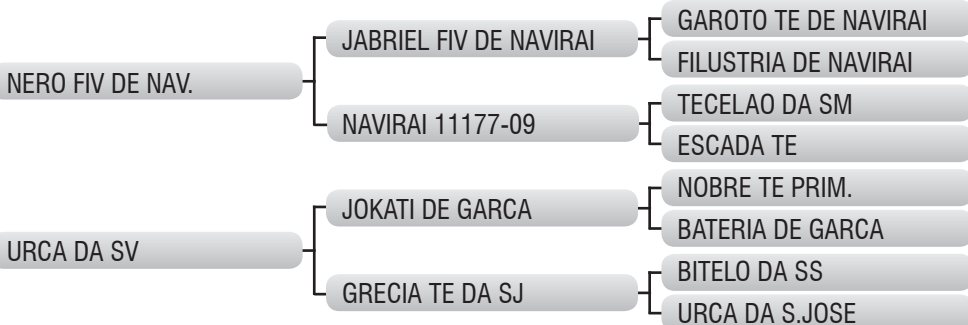 NERO FIV DE NAV.
JABRIEL FIV DE NAVIRAI
GAROTO TE DE NAVIRAI
FILUSTRIA DE NAVIRAI
NAVIRAI 11177-09
TECELAO DA SM
ESCADA TE
URCA DA SV
JOKATI DE GARCA
NOBRE TE PRIM.
BATERIA DE GARCA
GRECIA TE DA SJ
BITELO DA SS
URCA DA S.JOSE